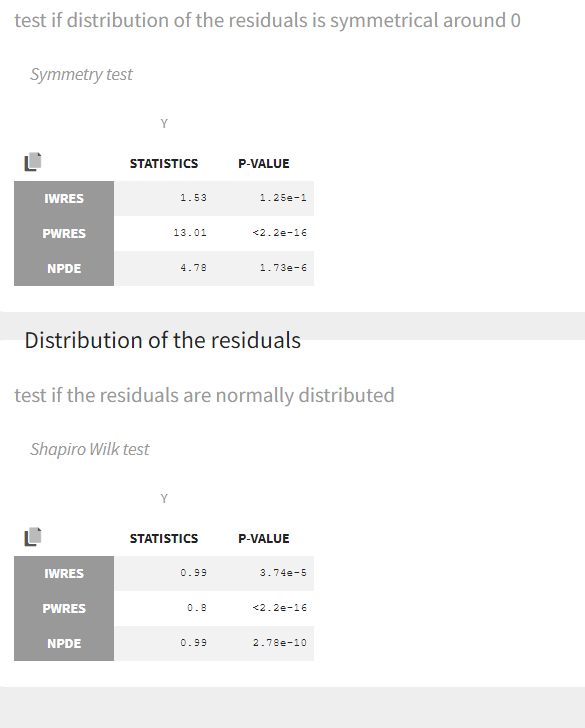 test if distribution of the residuals is symmetrical around 0
Symmetry test
Y
STATISTICS P-VALUE
IWRES 1.53 1.25e-1
PWRES 13.01 <2.2e-16
NPDE 4.78 1.73e-6
Distribution of the residuals
test if the residuals are normally distributed
Shapiro Wilk test
Y
STATISTICS P-VALUE
IWRES 0.99 3.74e-5
PWRES 0.8 <2.2e-16
NPDE 0.99 2.78e-10